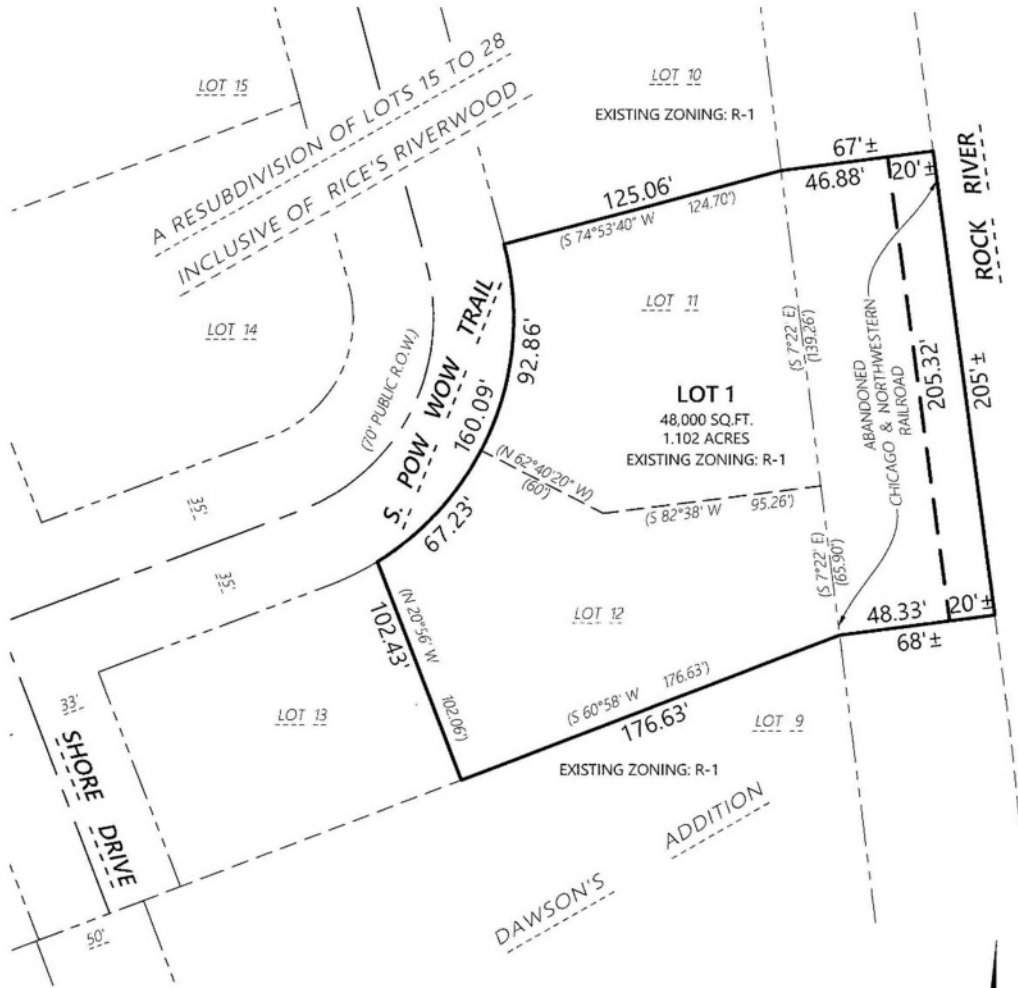 LOT 15
A RESUBDIVISION OF LOTS 15 TO 28
INCLUSIVE OF RICE'S RIVERWOOD
LOT 10
EXISTING ZONING: R-1
67'±
46.88'
20'±
ROCK RIVER
125.06'
(S 74°53'40" W 124.70')
LOT 14
(70' PUBLIC R.O.W.)
S. POW WOW TRAIL
92.86'
160.09'
67.23'
LOT 11
(S 7°22' E)
(139.26')
LOT 1
48,000 SQ.FT.
1.102 ACRES
EXISTING ZONING: R-1
ABANDONED
CHICAGO & NORTHWESTERN
RAILROAD
205.32'
205'±
(N 62°40'20" W)
(60')
(S 82°38' W 95.26')
(S 7°22' E)
(65.90')
35'
35'
LOT 12
48.33'
20'±
68'±
(N 20°56' W 102.06')
102.43'
(S 60°58' W 176.63')
176.63'
LOT 9
EXISTING ZONING: R-1
LOT 13
33'
SHORE DRIVE
50'
DAWSON'S ADDITION